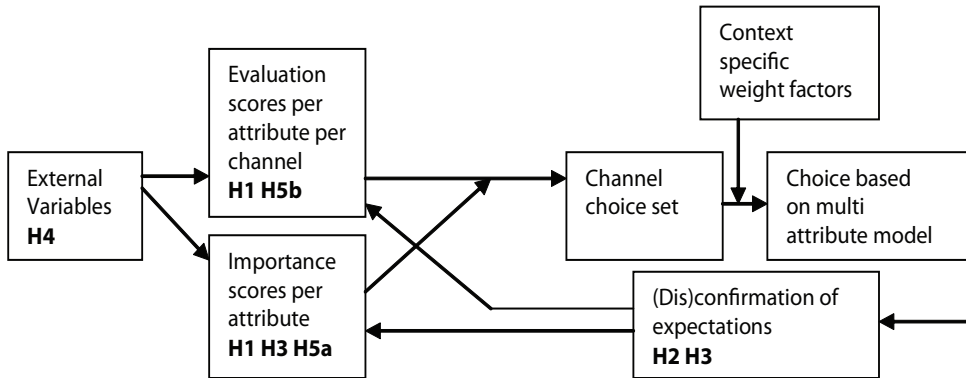 Context
specific
weight factors
Evaluation
scores per
attribute per
channel
H1 H5b
External
Variables
H4
Channel
choice set
Choice based
on multi
attribute model
Importance
scores per
attribute
H1 H3 H5a
(Dis)confirmation of
expectations
H2 H3